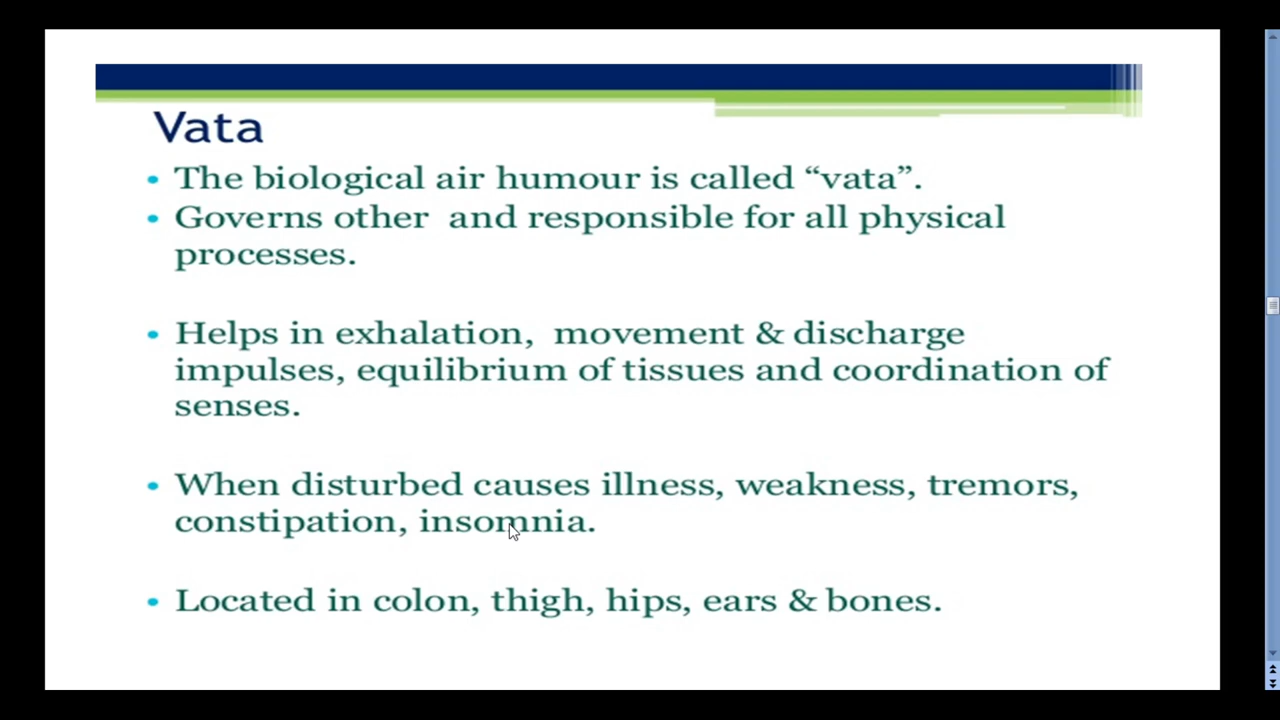 Vata
• The biological air humour is called “vata”.
• Governs other and responsible for all physical
processes.
• Helps in exhalation, movement & discharge
impulses, equilibrium of tissues and coordination of
senses.
• When disturbed causes illness, weakness, tremors,
constipation, insomnia.
• Located in colon, thigh, hips, ears & bones.